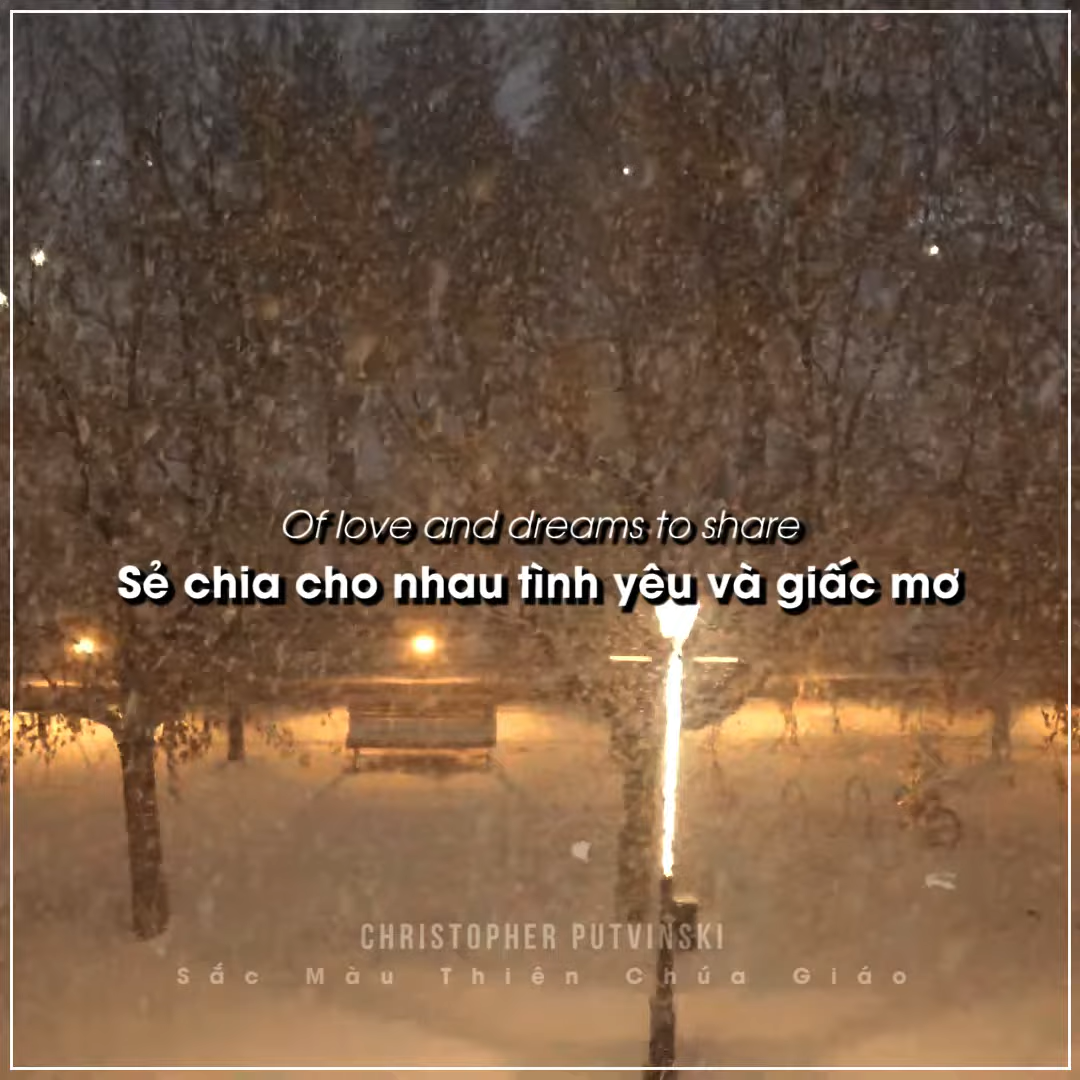 Of love and dreams to share
Sẻ chia cho nhau tình yêu và giấc mơ
CHRISTOPHER PUTVINSKI
Sắc Màu Thiên Chúa Giáo